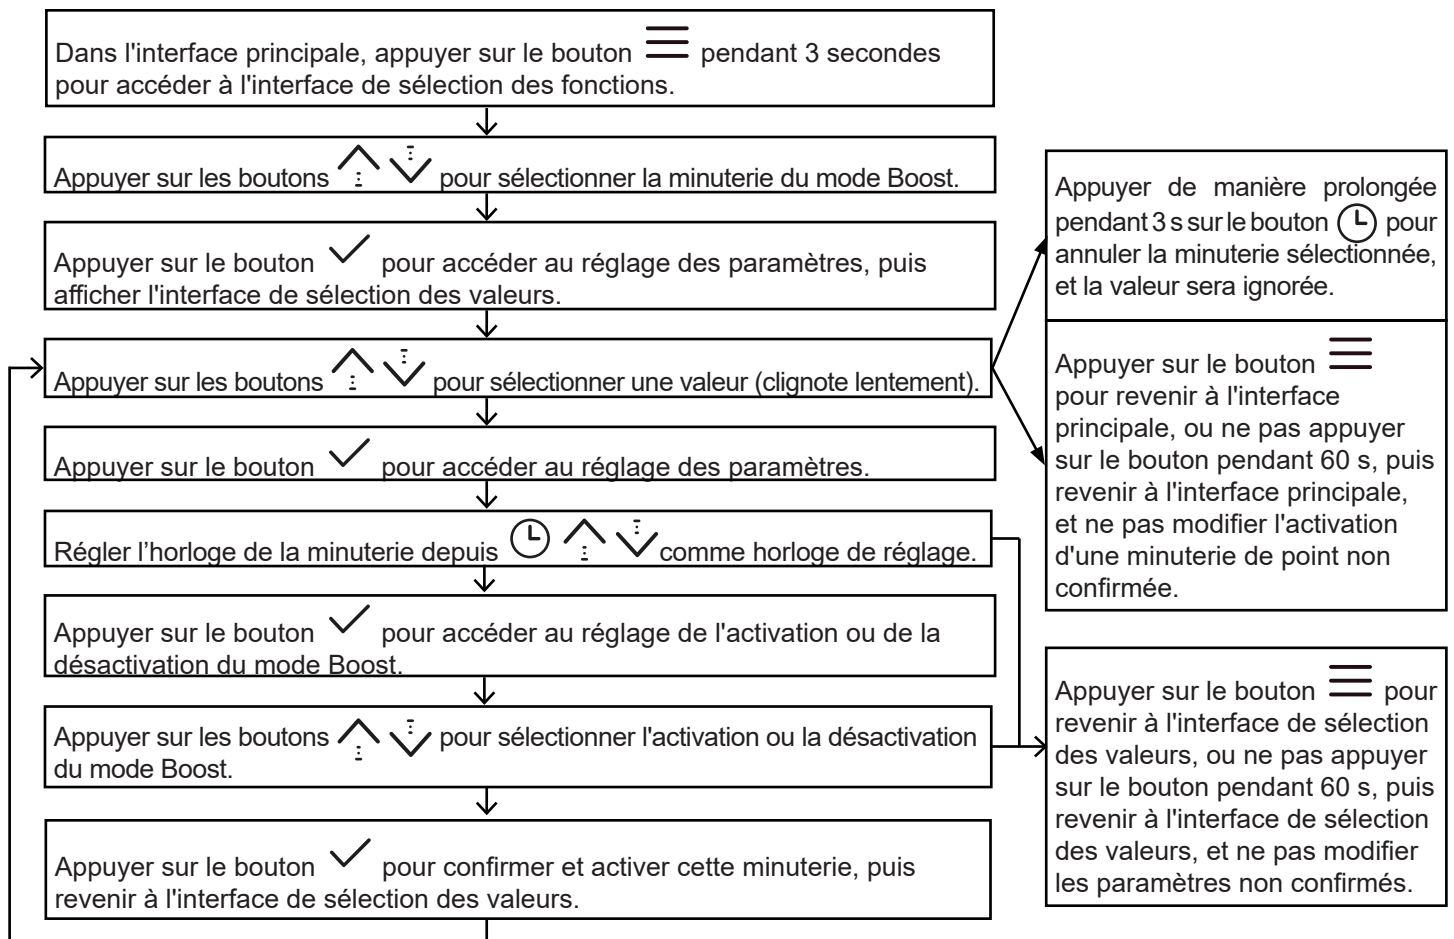 Dans l'interface principale, appuyer sur le bouton pendant 3 secondes
pour accéder à l'interface de sélection des fonctions.
Appuyer sur les boutons pour sélectionner la minuterie du mode Boost.
Appuyer sur le bouton pour accéder au réglage des paramètres, puis
afficher l'interface de sélection des valeurs.
Appuyer sur les boutons pour sélectionner une valeur (clignote lentement).
Appuyer sur le bouton pour accéder au réglage des paramètres.
Régler l’horloge de la minuterie depuis comme horloge de réglage.
Appuyer sur le bouton pour accéder au réglage de l'activation ou de la
désactivation du mode Boost.
Appuyer sur les boutons pour sélectionner l'activation ou la désactivation
du mode Boost.
Appuyer sur le bouton pour confirmer et activer cette minuterie, puis
revenir à l'interface de sélection des valeurs.
Appuyer de manière prolongée
pendant 3 s sur le bouton pour
annuler la minuterie sélectionnée,
et la valeur sera ignorée.
Appuyer sur le bouton
pour revenir à l'interface
principale, ou ne pas appuyer
sur le bouton pendant 60 s, puis
revenir à l'interface principale,
et ne pas modifier l'activation
d'une minuterie de point non
confirmée.
Appuyer sur le bouton pour
revenir à l'interface de sélection
des valeurs, ou ne pas appuyer
sur le bouton pendant 60 s, puis
revenir à l'interface de sélection
des valeurs, et ne pas modifier
les paramètres non confirmés.